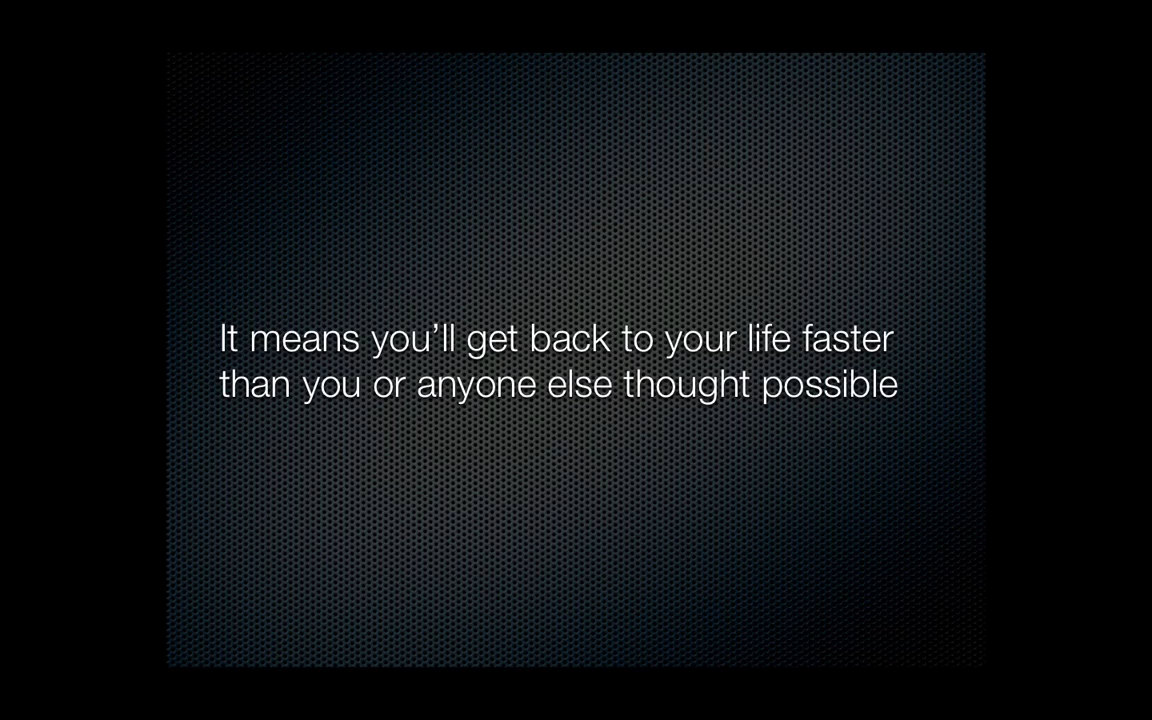 It means you’ll get back to your life faster
than you or anyone else thought possible